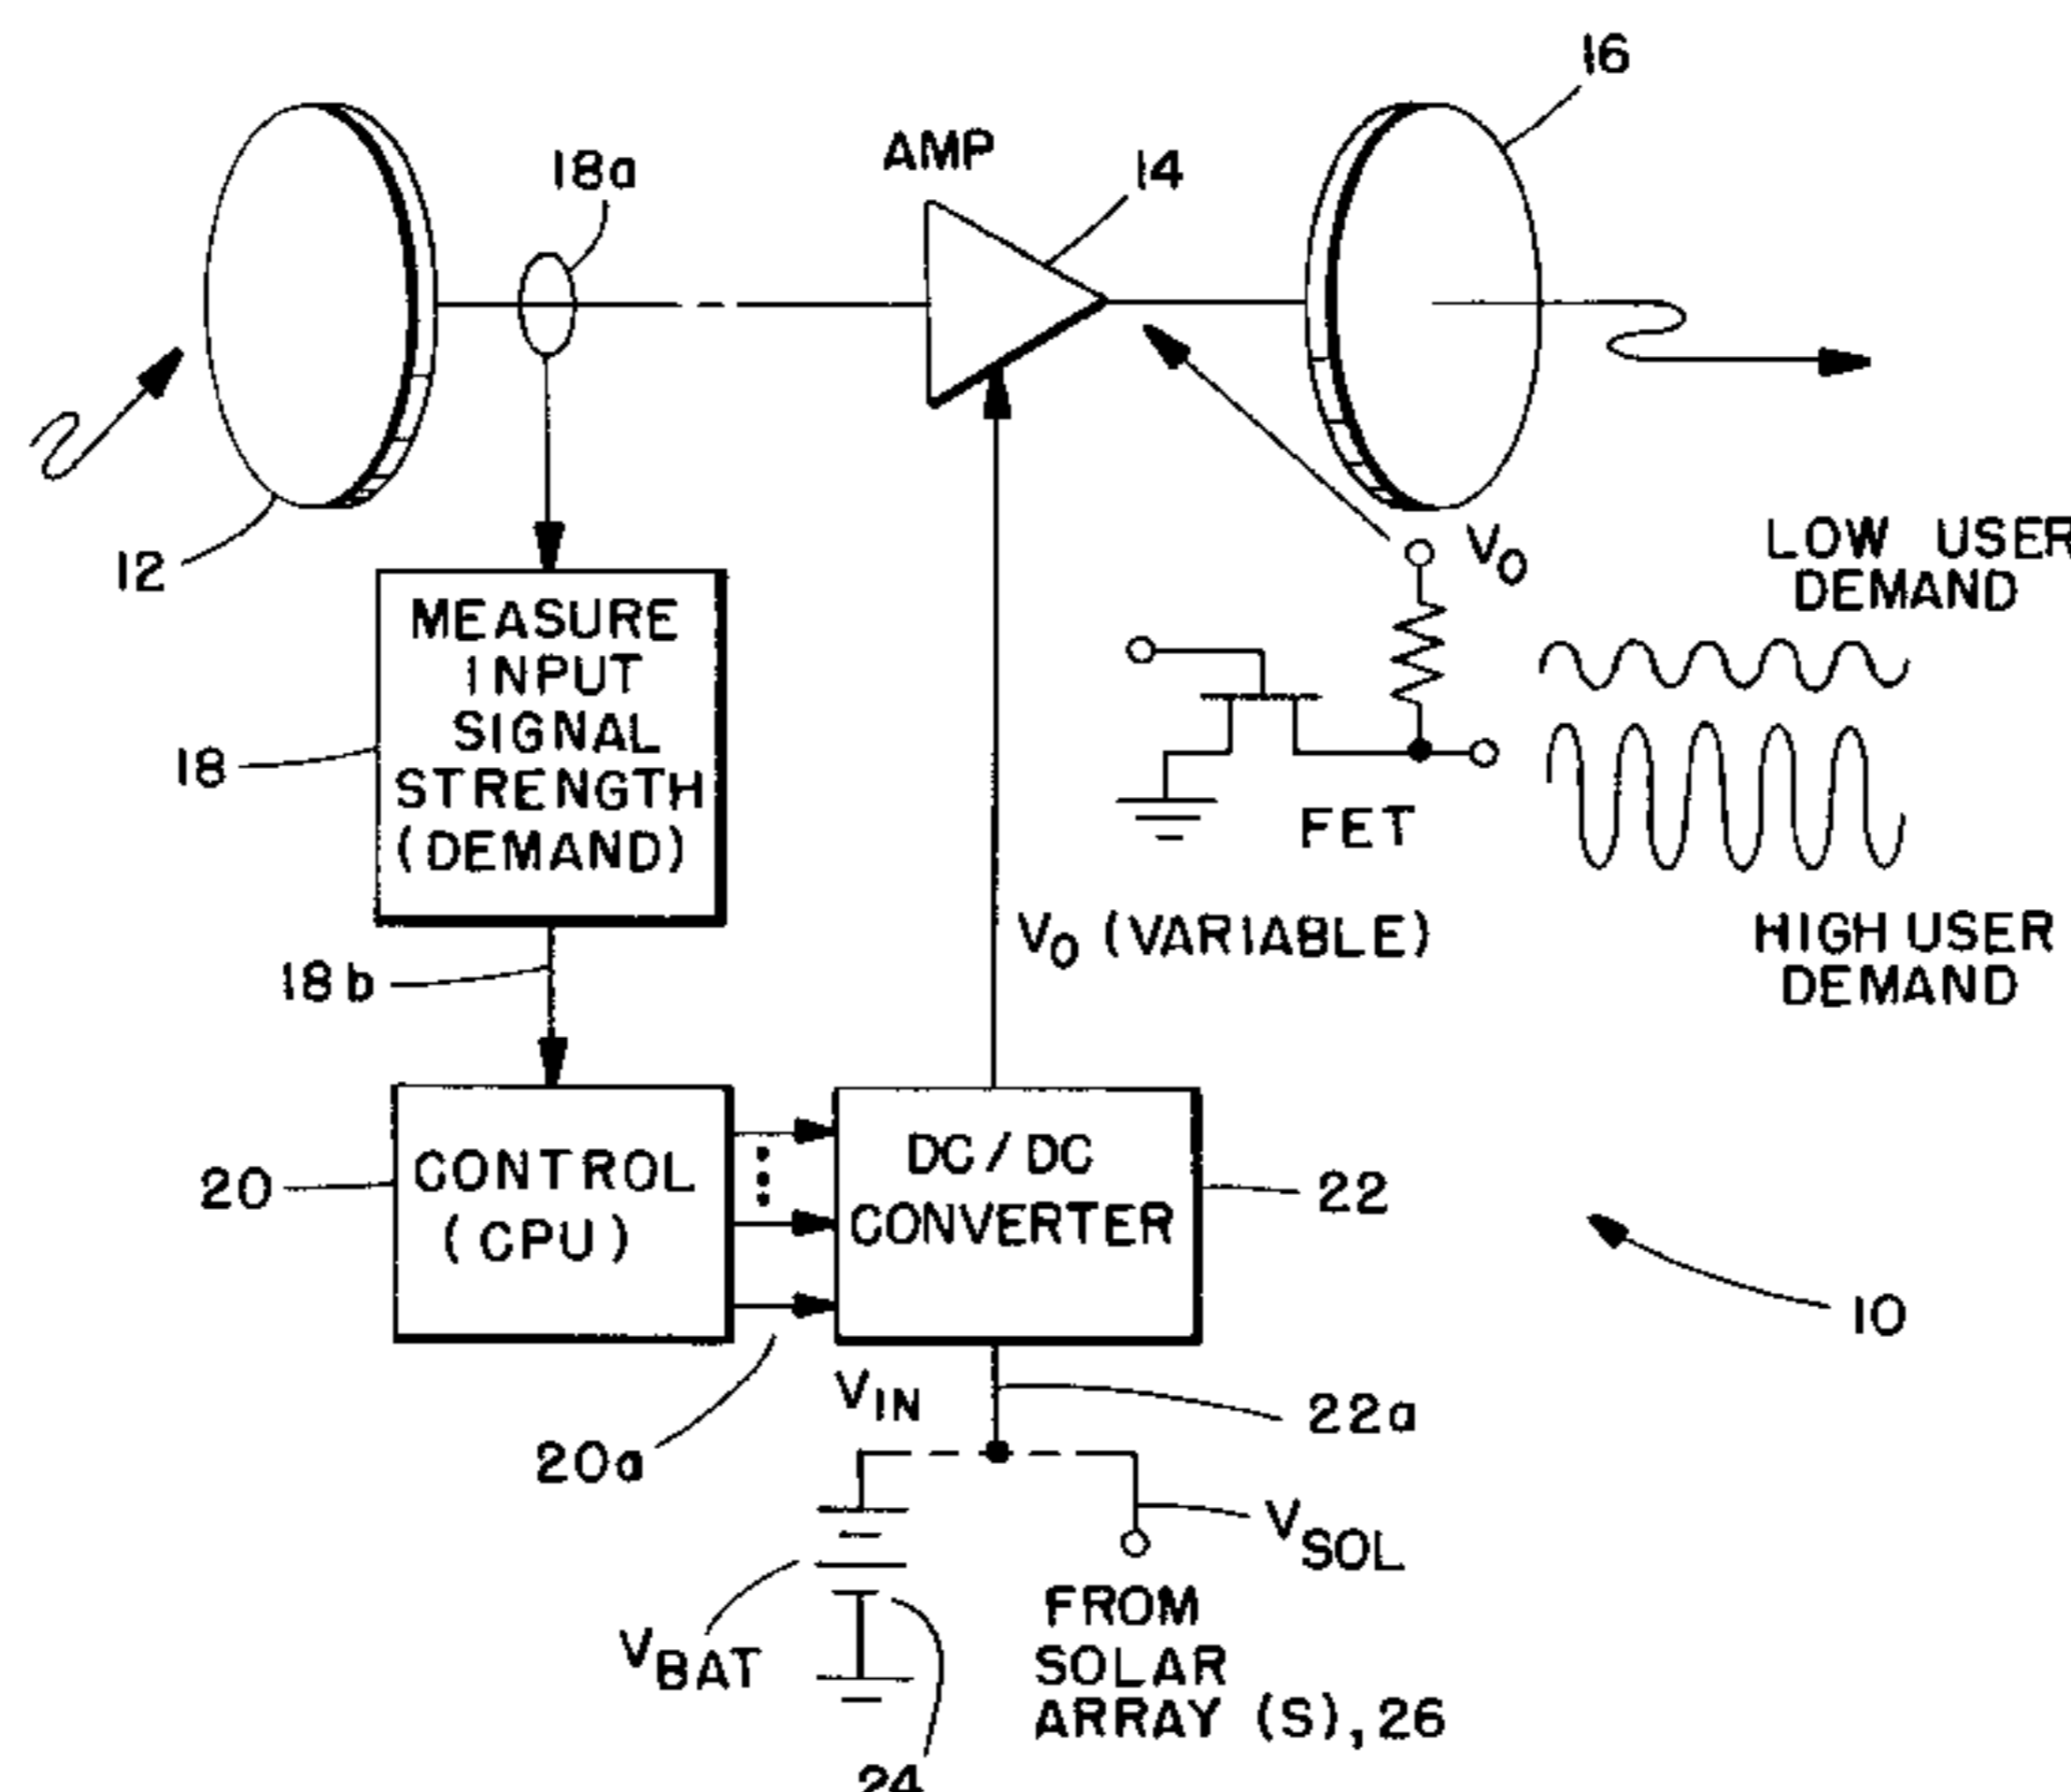 16
18a
AMP
14
12
V0
LOW USER
DEMAND
MEASURE
INPUT
SIGNAL
STRENGTH
(DEMAND)
18
FET
HIGH USER
DEMAND
V0 (VARIABLE)
18b
CONTROL
(CPU)
20
DC/DC
CONVERTER
22
10
20a
VIN
22a
VSOL
VBAT
FROM
SOLAR
ARRAY (S), 26
24